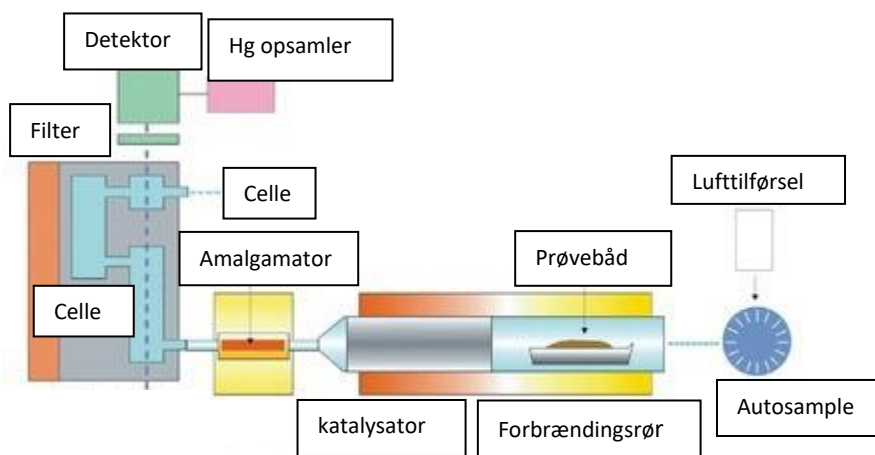 Detektor
Hg opsamler
Filter
Celle
Lufttilførsel
Amalgamator
Prøvebåd
Celle
katalysator
Forbrændingsrør
Autosample